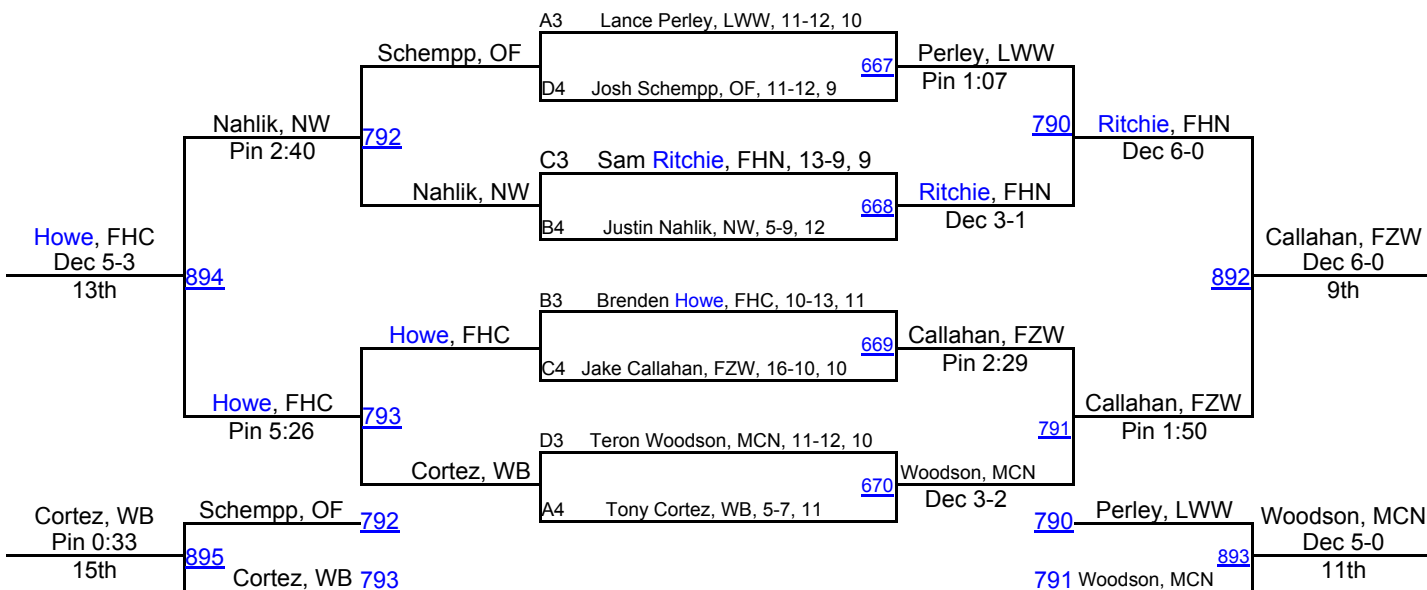 A3 Lance Perley, LWW, 11-12, 10
Schempp, OF
667
Perley, LWW
Pin 1:07
D4 Josh Schempp, OF, 11-12, 9
Nahlik, NW
Pin 2:40
792
790
Ritchie, FHN
Dec 6-0
C3 Sam Ritchie, FHN, 13-9, 9
Nahlik, NW
668
Ritchie, FHN
Dec 3-1
B4 Justin Nahlik, NW, 5-9, 12
Howe, FHC
Dec 5-3
13th
894
892
Callahan, FZW
Dec 6-0
9th
B3 Brenden Howe, FHC, 10-13, 11
Howe, FHC
669
Callahan, FZW
Pin 2:29
C4 Jake Callahan, FZW, 16-10, 10
Howe, FHC
Pin 5:26
793
791
Callahan, FZW
Pin 1:50
D3 Teron Woodson, MCN, 11-12, 10
Cortez, WB
670
Woodson, MCN
Dec 3-2
A4 Tony Cortez, WB, 5-7, 11
Cortez, WB
Pin 0:33
15th
Schempp, OF 792
895
Cortez, WB 793
790 Perley, LWW
893
791 Woodson, MCN
Woodson, MCN
Dec 5-0
11th